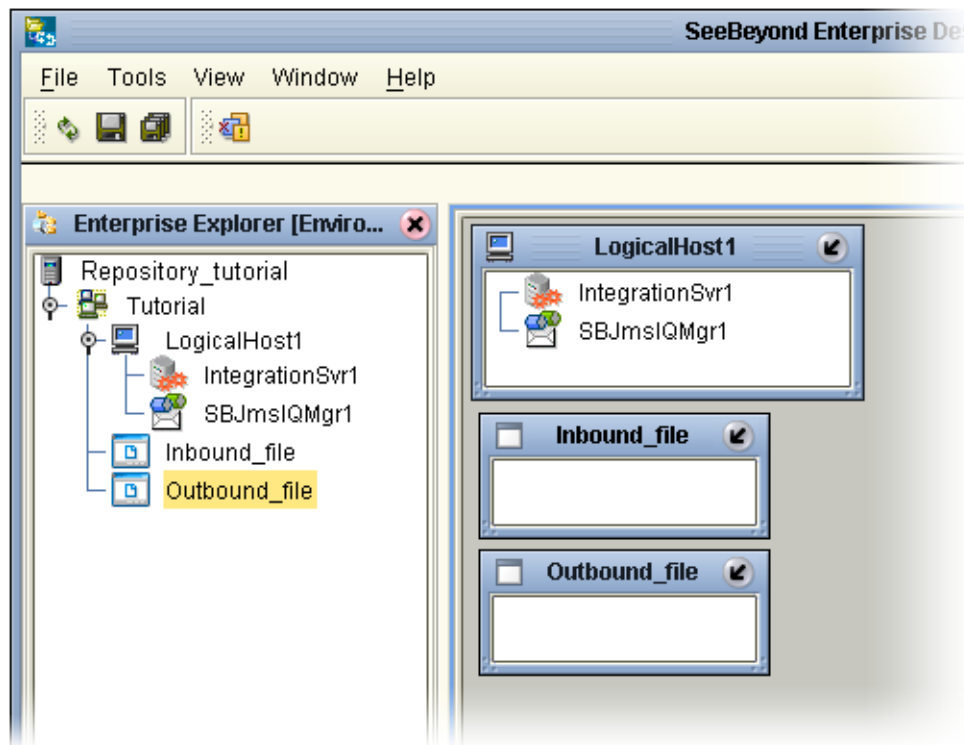 SeeBeyond Enterprise De
File Tools View Window Help
Enterprise Explorer [Enviro...
Repository_tutorial
Tutorial
LogicalHost1
IntegrationSvr1
SBJmsIQMgr1
Inbound_file
Outbound_file
LogicalHost1
IntegrationSvr1
SBJmsIQMgr1
Inbound_file
Outbound_file